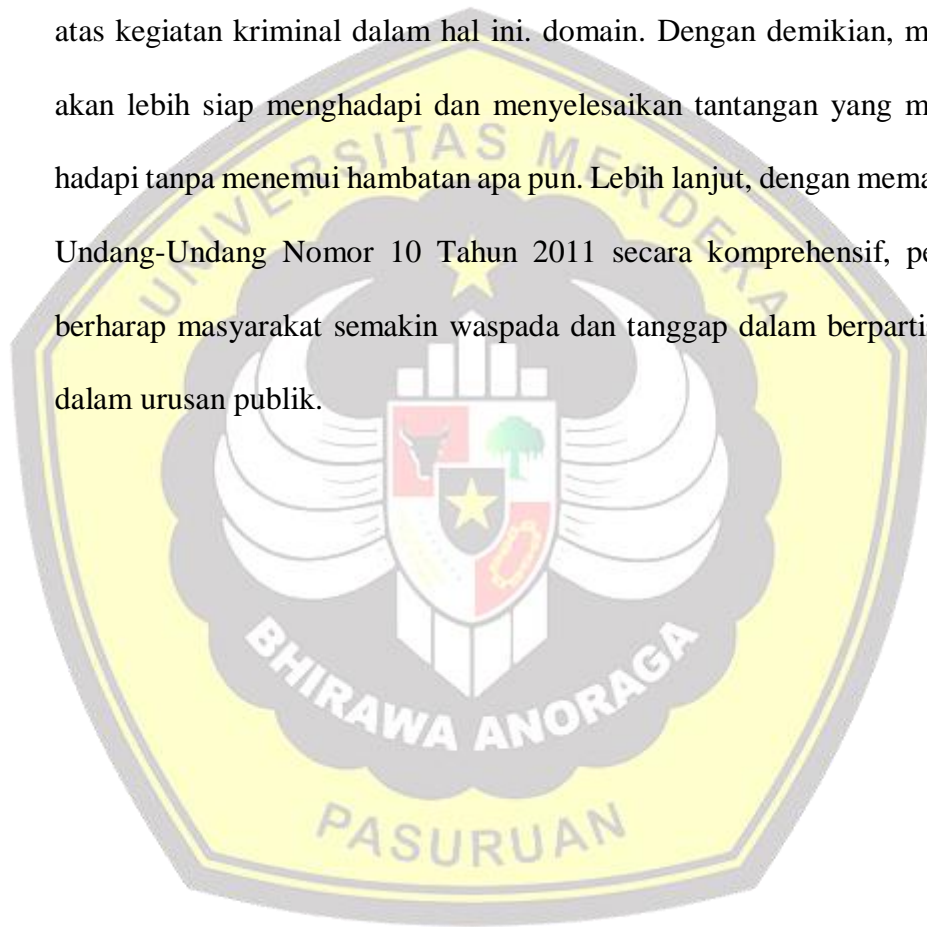 atas kegiatan kriminal dalam hal ini. domain. Dengan demikian, m
akan lebih siap menghadapi dan menyelesaikan tantangan yang m
hadapi tanpa menemui hambatan apa pun. Lebih lanjut, dengan mema
Undang-Undang Nomor 10 Tahun 2011 secara komprehensif, pe
berharap masyarakat semakin waspada dan tanggap dalam berpartis
dalam urusan publik.
UNIVERSITAS MERDEKA
BHIRAWA ANORAGA
PASURUAN